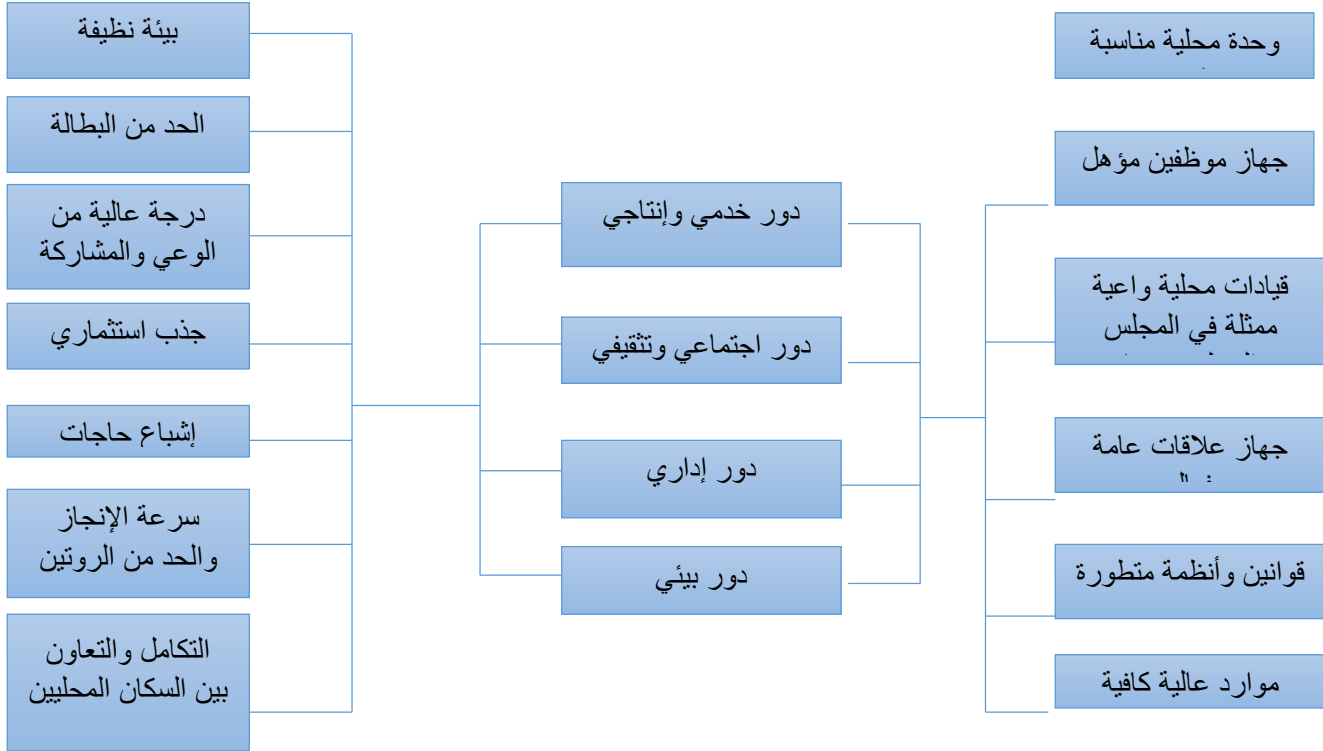 وحدة محلية مناسبة
جهاز موظفين مؤهل
قيادات محلية واعية
ممثلة في المجلس
جهاز علاقات عامة
قوانين وأنظمة متطورة
موارد عالية كافية
دور خدمي وإنتاجي
دور اجتماعي وتثقيفي
دور إداري
دور بيئي
بيئة نظيفة
الحد من البطالة
درجة عالية من
الوعي والمشاركة
جذب استثماري
إشباع حاجات
سرعة الإنجاز
والحد من الروتين
التكامل والتعاون
بين السكان المحليين